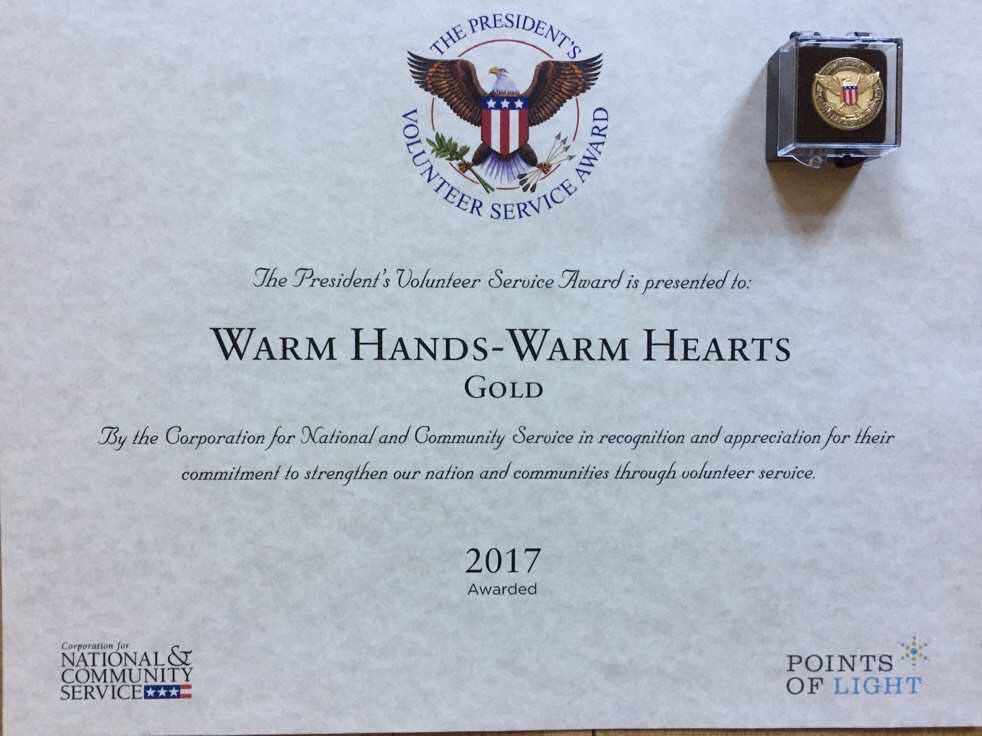 THE PRESIDENT'S
VOLUNTEER SERVICE AWARD
The President's Volunteer Service Award is presented to:
WARM HANDS-WARM HEARTS
GOLD
By the Corporation for National and Community Service in recognition and appreciation for their
commitment to strengthen our nation and communities through volunteer service.
2017
Awarded
Corporation for
NATIONAL &
COMMUNITY
SERVICE
POINTS
OF LIGHT